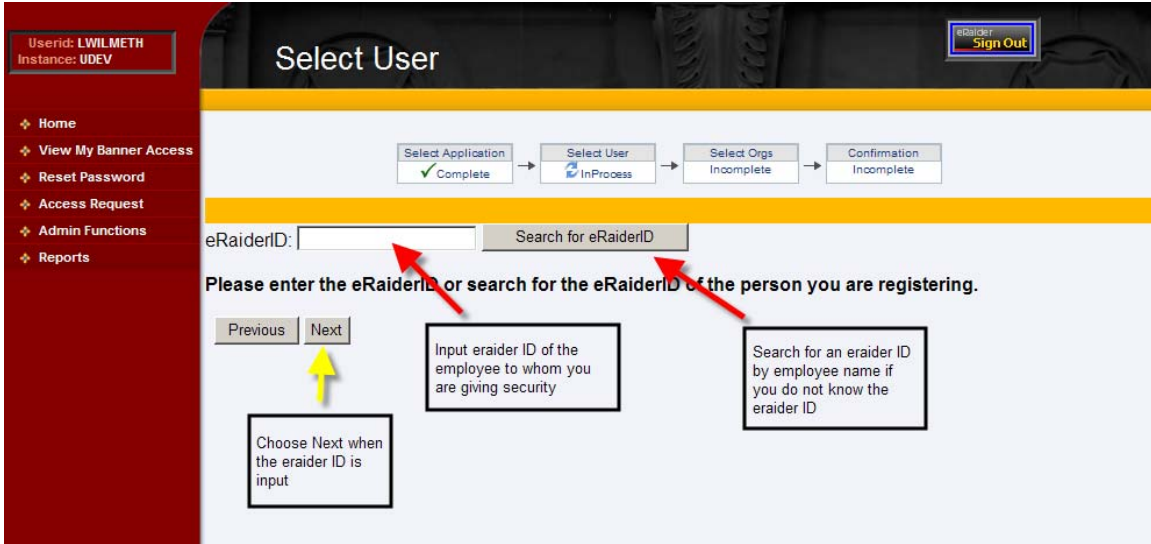 Userid: LWILMETH
Instance: UDEV
Select User
eRaider
Sign Out
Home
View My Banner Access
Reset Password
Access Request
Admin Functions
Reports
Select Application
Complete
Select User
InProcess
Select Orgs
Incomplete
Confirmation
Incomplete
eRaiderID:
Search for eRaiderID
Please enter the eRaiderID or search for the eRaiderID of the person you are registering.
Previous
Next
Input eraider ID of the
employee to whom you
are giving security
Search for an eraider ID
by employee name if
you do not know the
eraider ID
Choose Next when
the eraider ID is
input